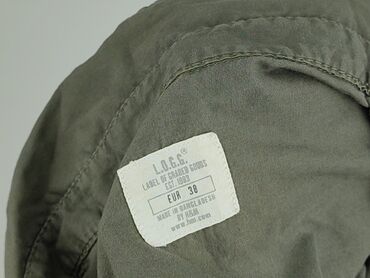 L.O.G.G.®
LABEL OF GRADED GOODS
EST. 1993
EUR 38
MADE IN BANGLADESH
BY H&M
www.hm.com